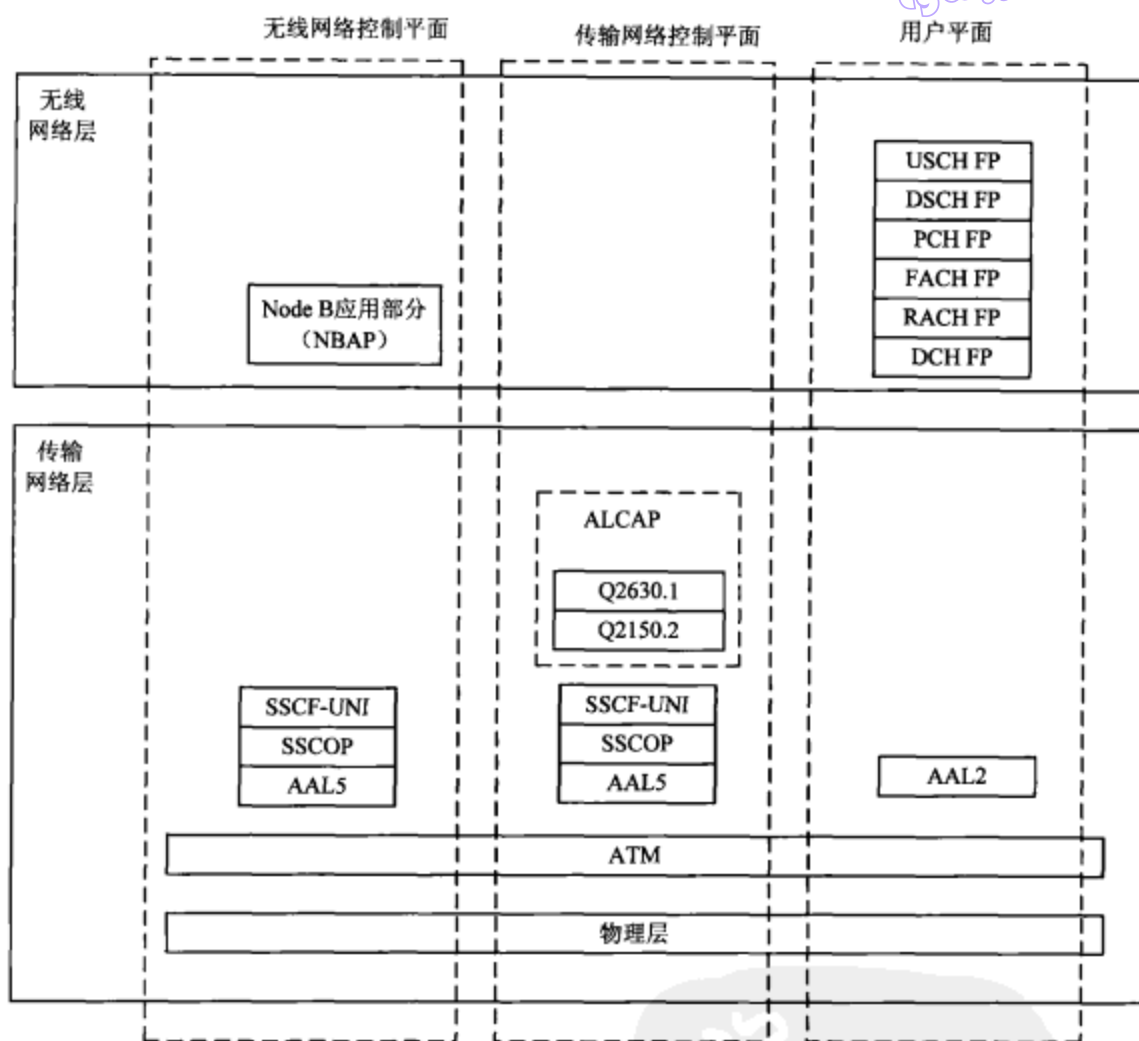 无线网络控制平面
传输网络控制平面
用户平面
无线
网络层
USCH FP
DSCH FP
PCH FP
FACH FP
RACH FP
DCH FP
Node B应用部分
（NBAP）
传输
网络层
ALCAP
Q2630.1
Q2150.2
SSCF-UNI
SSCOP
AAL5
SSCF-UNI
SSCOP
AAL5
AAL2
ATM
物理层